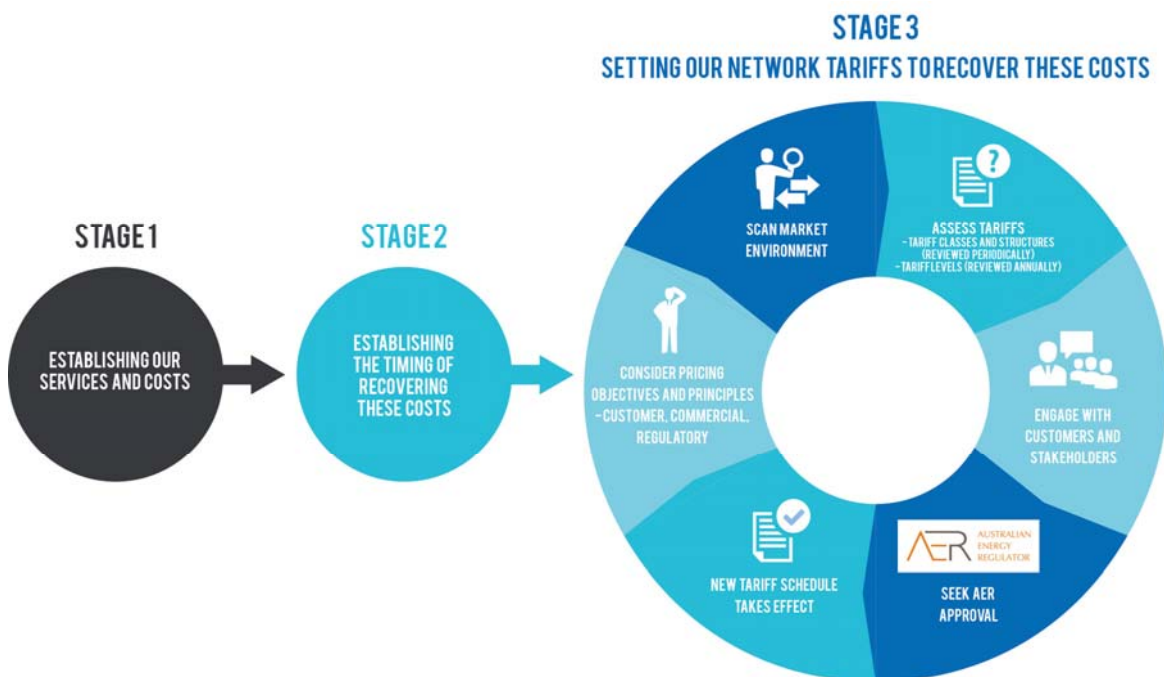 STAGE 3
SETTING OUR NETWORK TARIFFS TO RECOVER THESE COSTS
STAGE 1
ESTABLISHING OUR
SERVICES AND COSTS
STAGE 2
ESTABLISHING
THE TIMING OF
RECOVERING
THESE COSTS
SCAN MARKET
ENVIRONMENT
?
ASSESS TARIFFS
- TARIFF CLASSES AND STRUCTURES
(REVIEWED PERIODICALLY)
- TARIFF LEVELS (REVIEWED ANNUALLY)
ENGAGE WITH
CUSTOMERS AND
STAKEHOLDERS
AER
AUSTRALIAN
ENERGY
REGULATOR
SEEK AER
APPROVAL
NEW TARIFF SCHEDULE
TAKES EFFECT
CONSIDER PRICING
OBJECTIVES AND PRINCIPLES
- CUSTOMER, COMMERCIAL,
REGULATORY